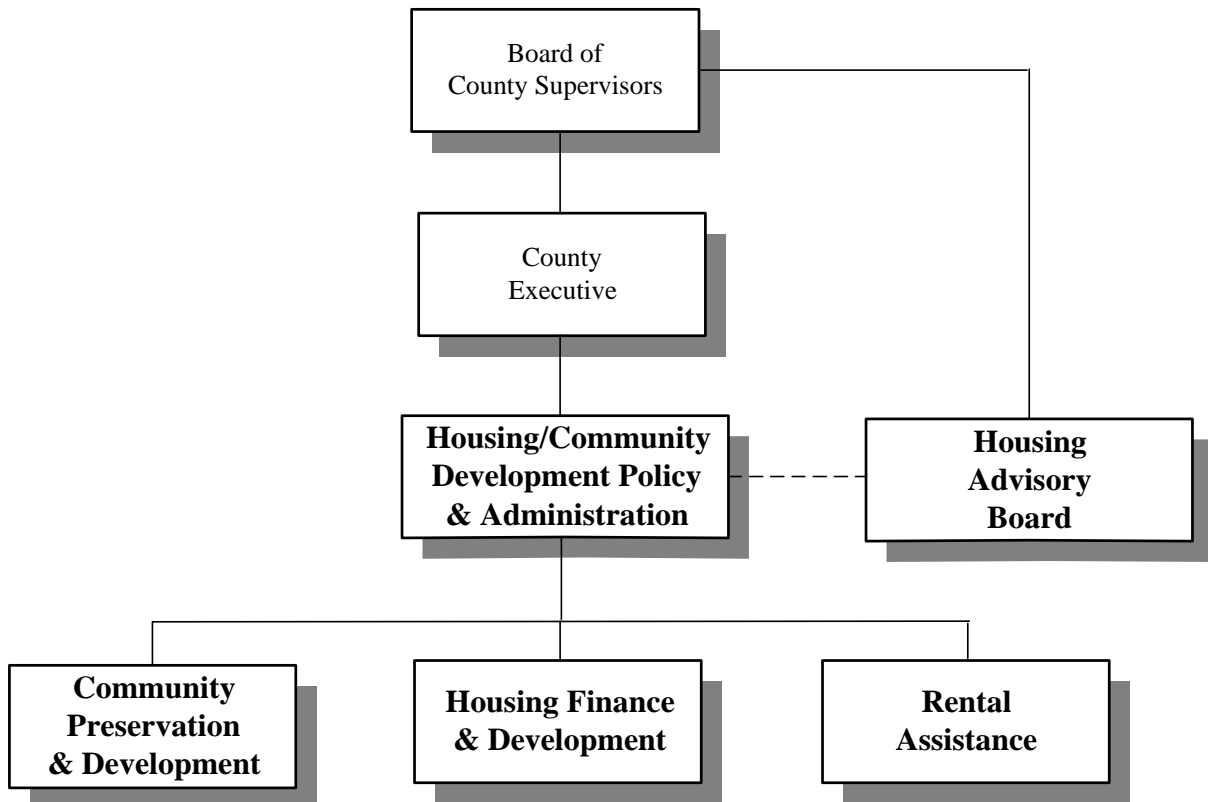 Board of
County Supervisors
County
Executive
Housing/Community
Development Policy
& Administration
Housing
Advisory
Board
Community
Preservation
& Development
Housing Finance
& Development
Rental
Assistance